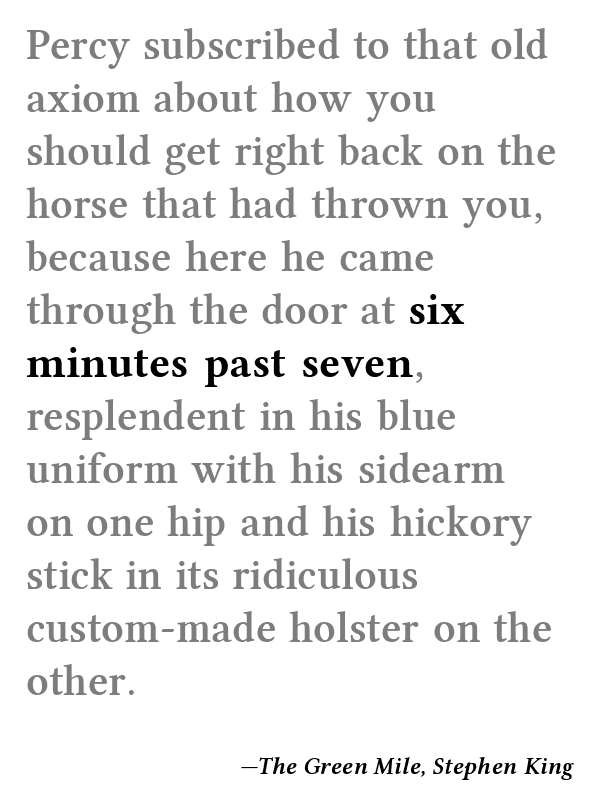 Percy subscribed to that old
axiom about how you
should get right back on the
horse that had thrown you,
because here he came
through the door at six
minutes past seven,
resplendent in his blue
uniform with his sidearm
on one hip and his hickory
stick in its ridiculous
custom-made holster on the
other.
—The Green Mile, Stephen King